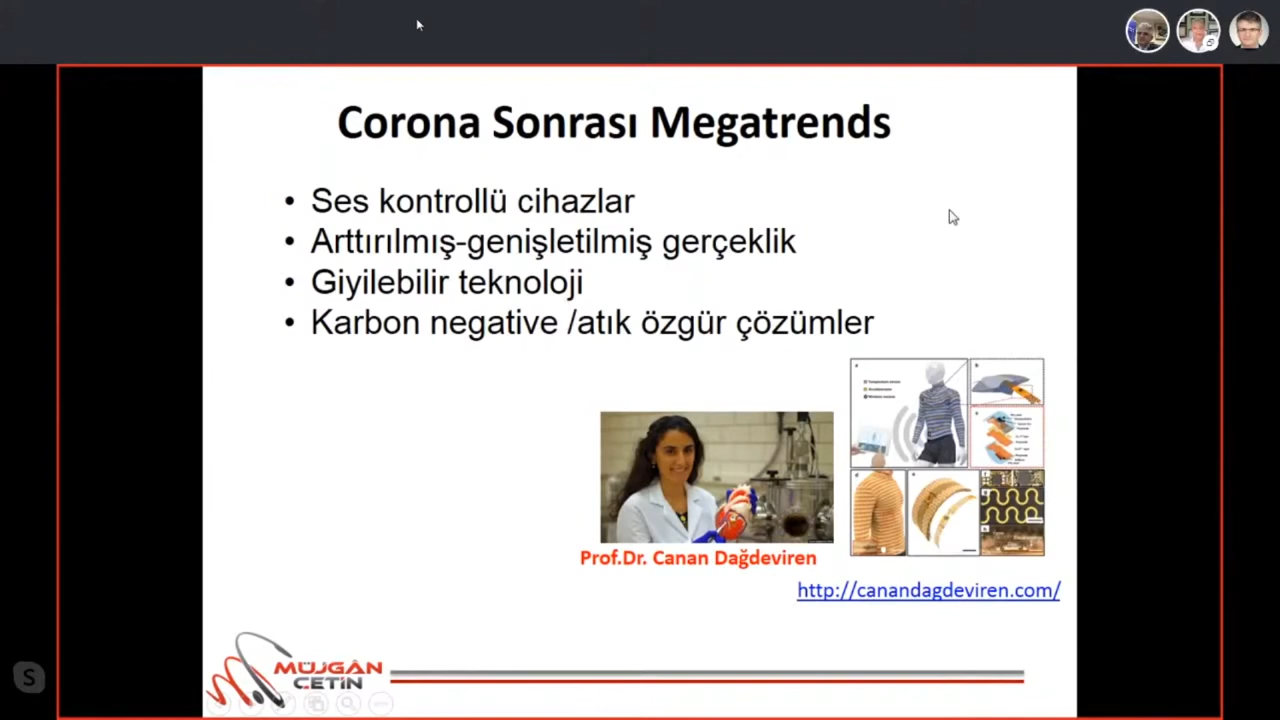 Corona Sonrası Megatrends
• Ses kontrollü cihazlar
• Arttırılmış-genişletilmiş gerçeklik
• Giyilebilir teknoloji
• Karbon negative /atık özgür çözümler
Prof.Dr. Canan Dağdeviren
http://canandagdeviren.com/
MÜJGÂN
ÇETİN
S